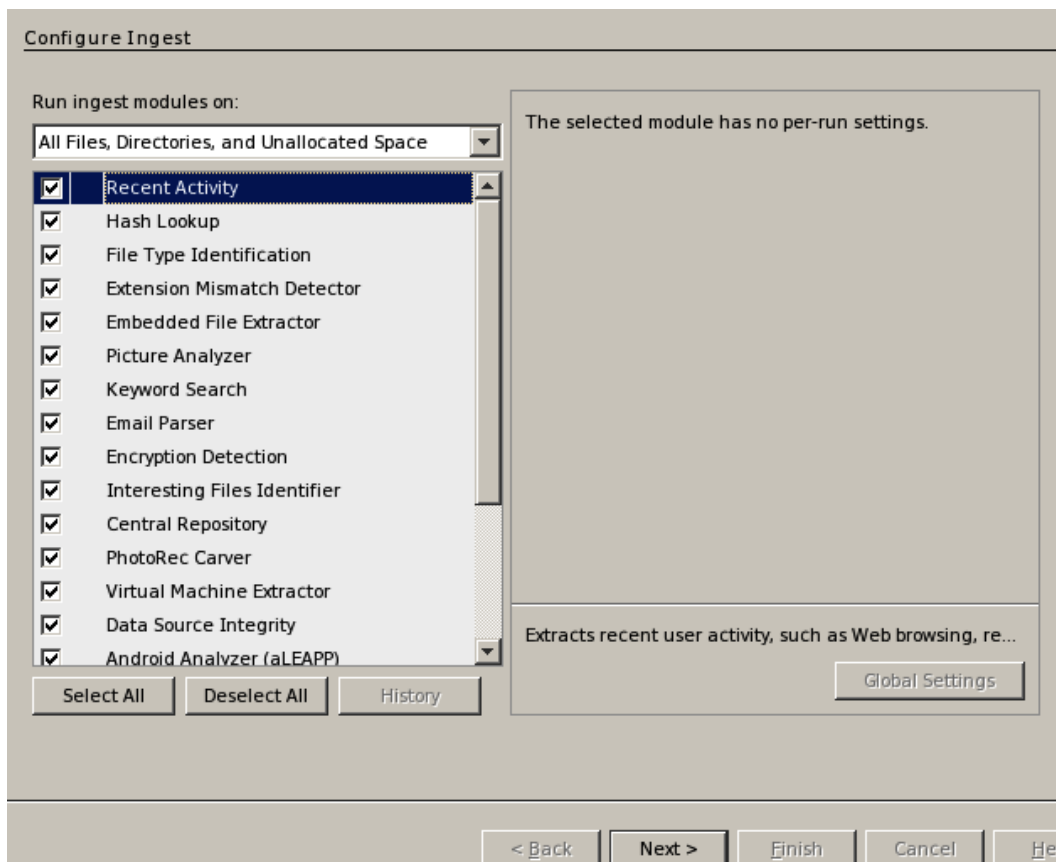 Configure Ingest
Run ingest modules on:
All Files, Directories, and Unallocated Space
Recent Activity
Hash Lookup
File Type Identification
Extension Mismatch Detector
Embedded File Extractor
Picture Analyzer
Keyword Search
Email Parser
Encryption Detection
Interesting Files Identifier
Central Repository
PhotoRec Carver
Virtual Machine Extractor
Data Source Integrity
Android Analyzer (aLEAPP)
Select All
Deselect All
History
The selected module has no per-run settings.
Extracts recent user activity, such as Web browsing, re...
Global Settings
< Back
Next >
Finish
Cancel
He